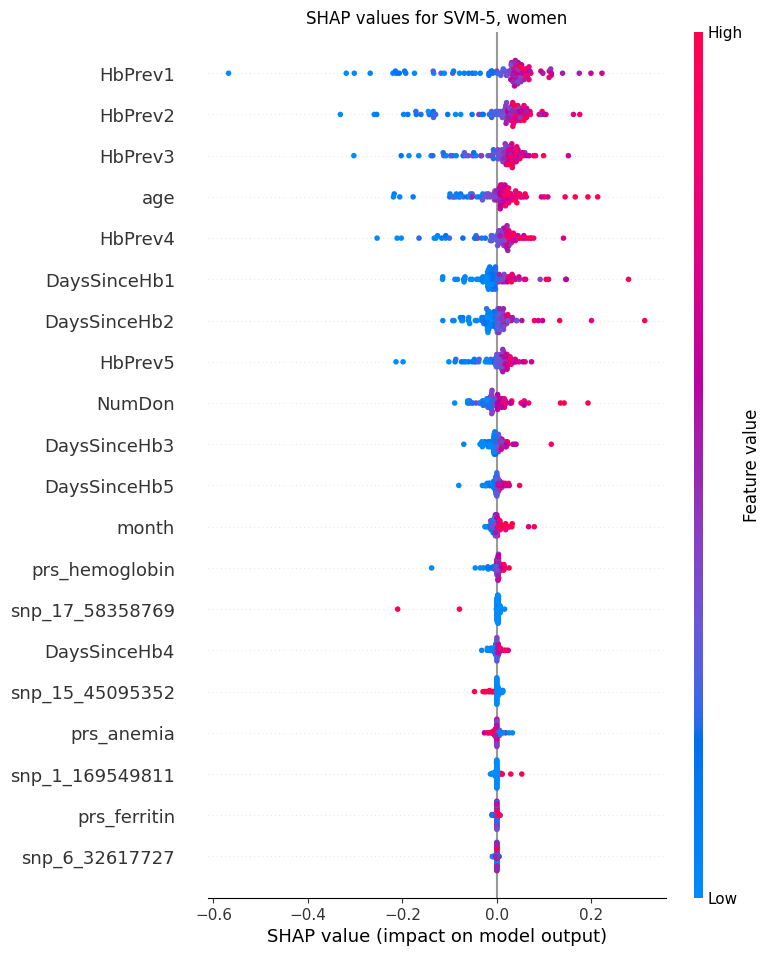 SHAP values for SVM-5, women
High
HbPrev1
HbPrev2
HbPrev3
age
HbPrev4
DaysSinceHb1
DaysSinceHb2
HbPrev5
NumDon
DaysSinceHb3
DaysSinceHb5
month
prs_hemoglobin
snp_17_58358769
DaysSinceHb4
snp_15_45095352
prs_anemia
snp_1_169549811
prs_ferritin
snp_6_32617727
Feature value
Low
−0.6 −0.4 −0.2 0.0 0.2
SHAP value (impact on model output)